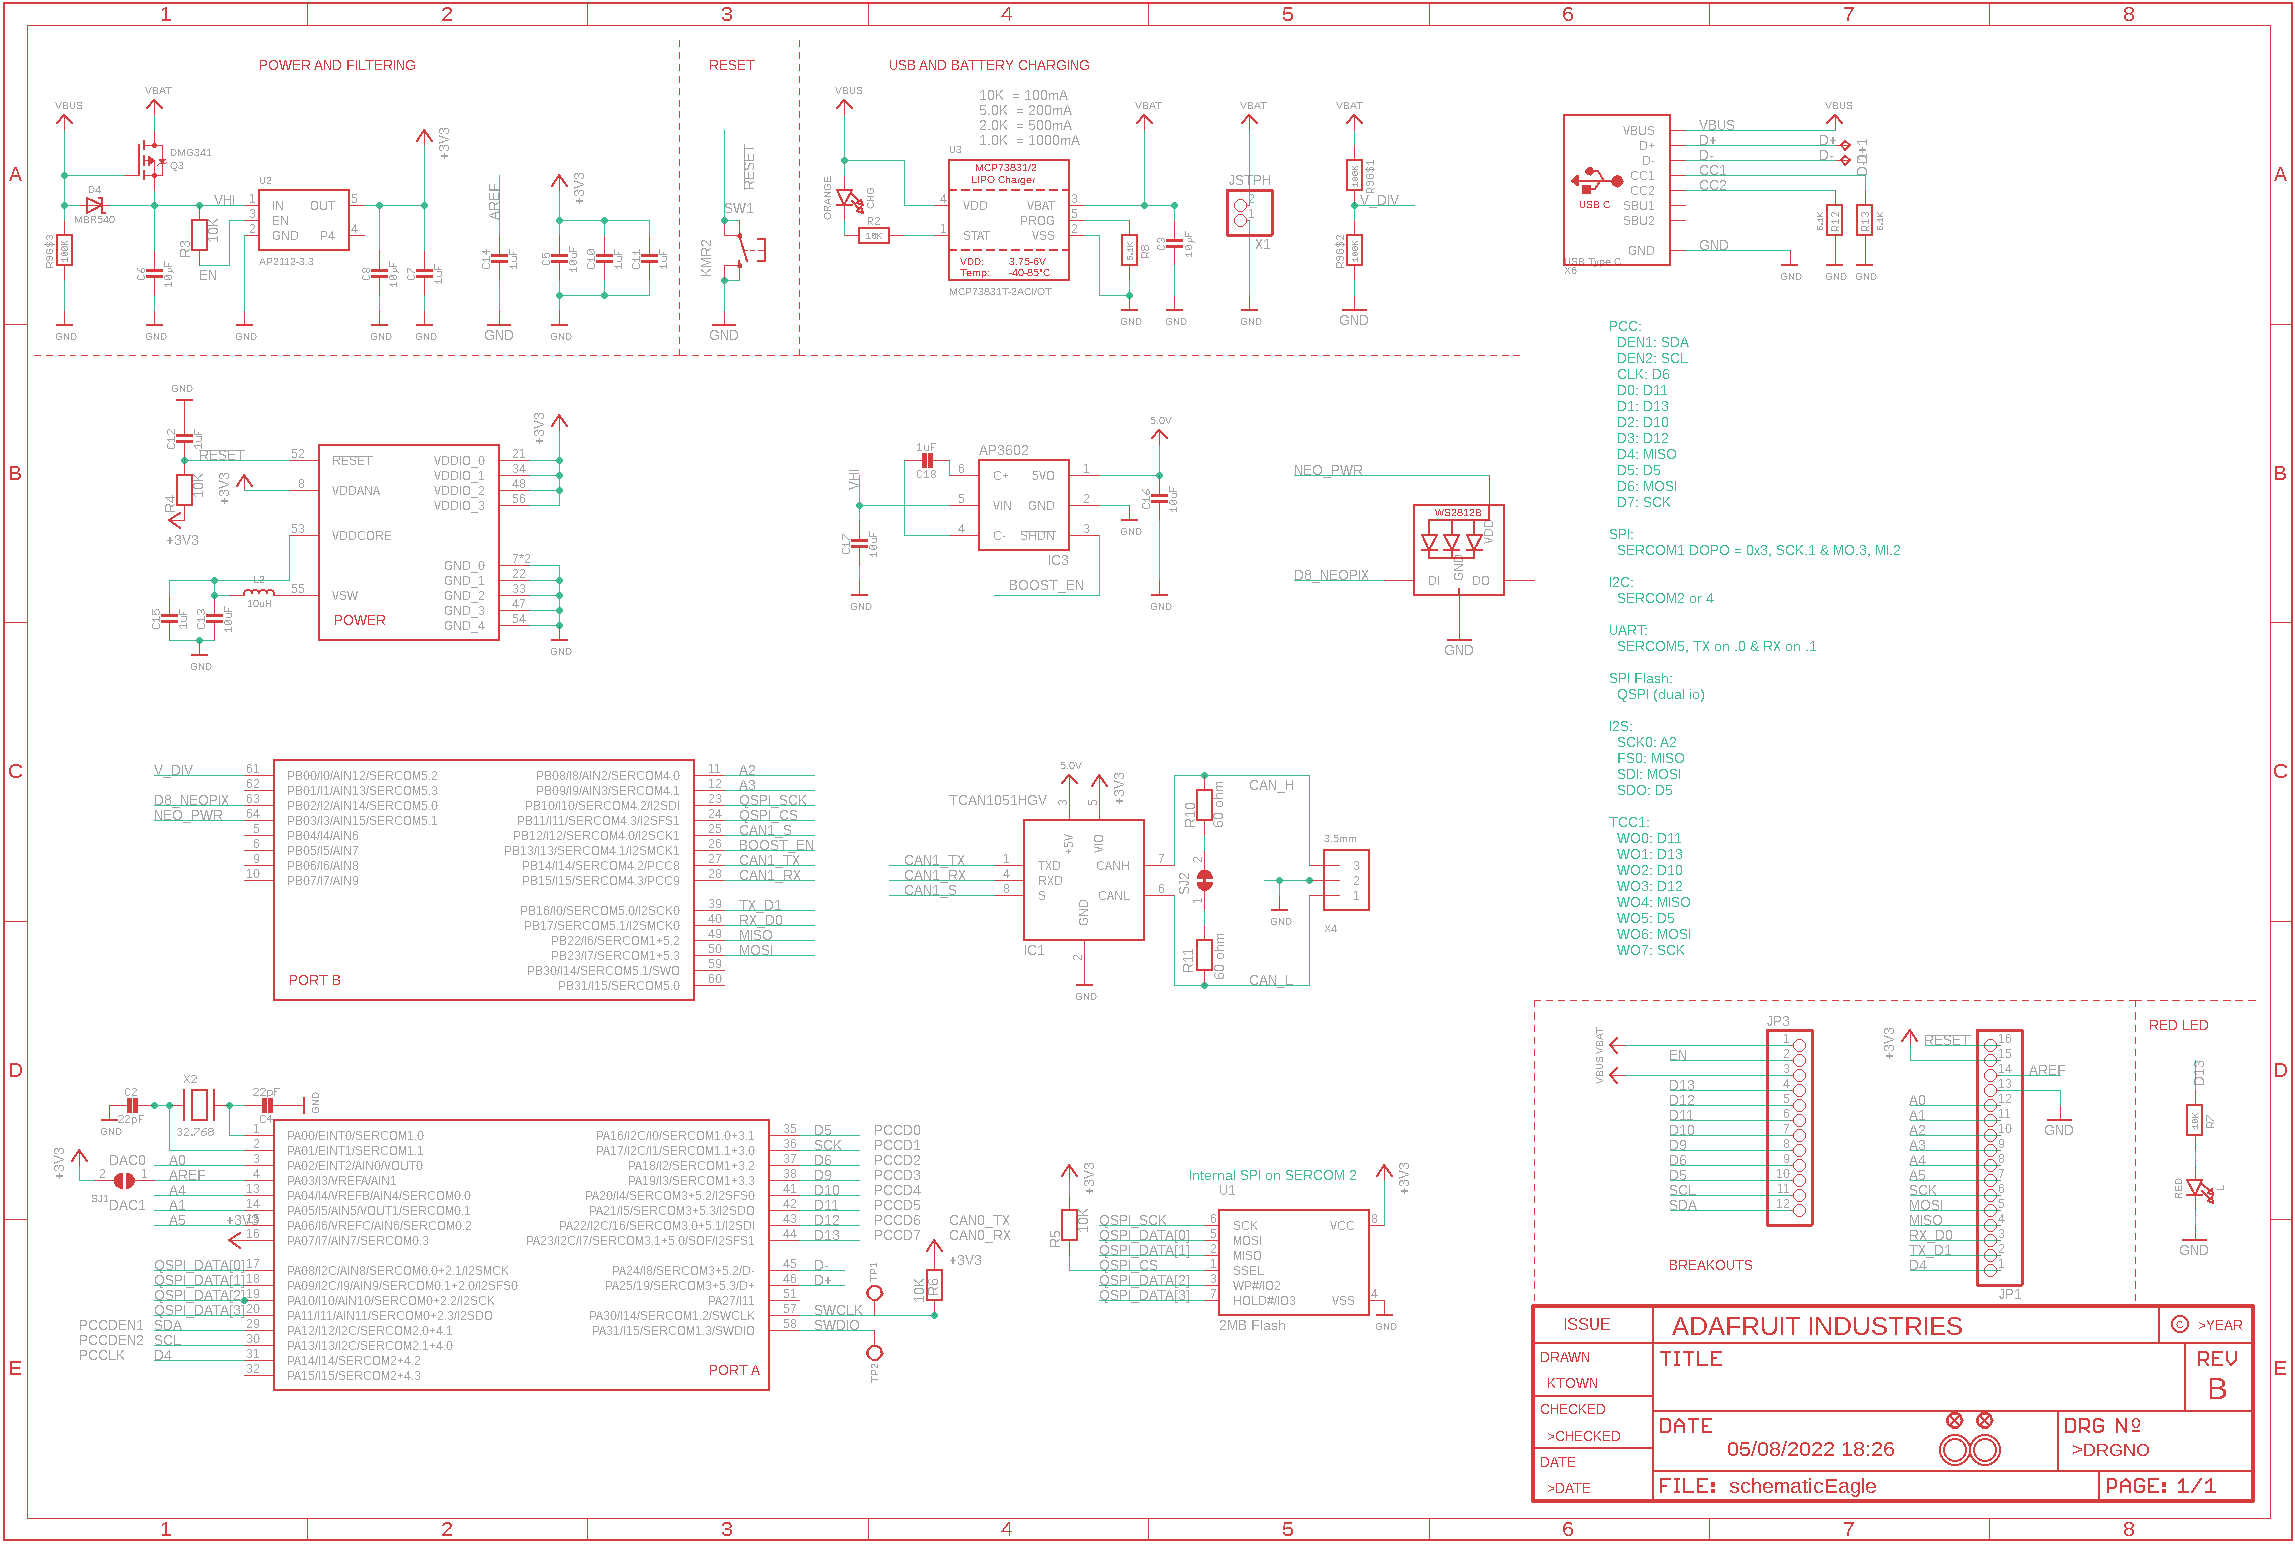 1 2 3 4 5 6 7 8
A
B
C
D
E
POWER AND FILTERING
VBUS
VBAT
DMG341
Q3
D4
MBR540
R96$3
100K
C6
10µF
VHI
R3
10K
EN
U2
1 IN OUT 5
3 EN
2 GND P4 4
AP2112-3.3
+3V3
C8
10µF
C7
1uF
GND
GND
GND
GND
GND
AREF
C14
1uF
GND
+3V3
C5
10uF
C10
1uF
C11
1uF
GND
RESET
RESET
SW1
KMR2
GND
USB AND BATTERY CHARGING
10K = 100mA
5.0K = 200mA
2.0K = 500mA
1.0K = 1000mA
VBUS
ORANGE
CHG
R2
10K
U3
MCP73831/2
LIPO Charger
4 VDD VBAT 3
PROG 5
1 STAT VSS 2
VDD: 3.75-6V
Temp: -40-85°C
MCP73831T-2ACI/OT
VBAT
5.1K
R8
C3
10µF
GND
GND
VBAT
JSTPH
2
1
X1
GND
VBAT
R96$1
100K
V_DIV
R96$2
100K
GND
VBUS
D+
D-
CC1
CC2
SBU1
SBU2
GND
USB C
USB Type C
X6
VBUS
D+
D-
CC1
CC2
GND
VBUS
D+
D-
5.1K
R12
R13
5.1K
GND
GND
GND
GND
C12
1uF
RESET
R4
10K
+3V3
+3V3
52 RESET VDDIO_0 21
8 VDDANA VDDIO_1 34
VDDIO_2 48
VDDIO_3 56
53 VDDCORE
GND_0 7*2
GND_1 22
55 VSW GND_2 33
GND_3 47
GND_4 54
POWER
+3V3
GND
L3
10uH
C15
1uF
C13
10uF
GND
VHI
C17
10uF
GND
1uF
C18
AP3602
6 C+ 5VO 1
5 VIN GND 2
4 C- SHDN 3
IC3
BOOST_EN
GND
5.0V
C16
10uF
GND
NEO_PWR
D8_NEOPIX
WS2812B
VDD
GND
DI DO
GND
PCC:
DEN1: SDA
DEN2: SCL
CLK: D6
D0: D11
D1: D13
D2: D10
D3: D12
D4: MISO
D5: D5
D6: MOSI
D7: SCK
SPI:
SERCOM1 DOPO = 0x3, SCK.1 & MO.3, MI.2
I2C:
SERCOM2 or 4
UART:
SERCOM5, TX on .0 & RX on .1
SPI Flash:
QSPI (dual io)
I2S:
SCK0: A2
FS0: MISO
SDI: MOSI
SDO: D5
TCC1:
WO0: D11
WO1: D13
WO2: D10
WO3: D12
WO4: MISO
WO5: D5
WO6: MOSI
WO7: SCK
V_DIV 61 PB00/I0/AIN12/SERCOM5.2
62 PB01/I1/AIN13/SERCOM5.3
D8_NEOPIX 63 PB02/I2/AIN14/SERCOM5.0
NEO_PWR 64 PB03/I3/AIN15/SERCOM5.1
5 PB04/I4/AIN6
6 PB05/I5/AIN7
9 PB06/I6/AIN8
10 PB07/I7/AIN9
PB08/I8/AIN2/SERCOM4.0 11 A2
PB09/I9/AIN3/SERCOM4.1 12 A3
PB10/I10/SERCOM4.2/I2SDI 23 QSPI_SCK
PB11/I11/SERCOM4.3/I2SFS1 24 QSPI_CS
PB12/I12/SERCOM4.0/I2SCK1 25 CAN1_S
PB13/I13/SERCOM4.1/I2SMCK1 26 BOOST_EN
PB14/I14/SERCOM4.2/PCC8 27 CAN1_TX
PB15/I15/SERCOM4.3/PCC9 28 CAN1_RX
PB16/I0/SERCOM5.0/I2SCK0 39 TX_D1
PB17/SERCOM5.1/I2SMCK0 40 RX_D0
PB22/I6/SERCOM1+5.2 49 MISO
PB23/I7/SERCOM1+5.3 50 MOSI
PB30/I14/SERCOM5.1/SWO 59
PB31/I15/SERCOM5.0 60
PORT B
TCAN1051HGV
5.0V
+3V3
3
5
+5V
VIO
CAN1_TX 1 TXD CANH 7
CAN1_RX 4 RXD
CAN1_S 8 S CANL 6
GND
IC1
2
GND
R10
60 ohm
SJ2
2
1
R11
60 ohm
CAN_H
CAN_L
GND
3.5mm
3
2
1
X4
C2
22pF
GND
X2
32.768
22pF
C4
GND
+3V3
2 1
SJ1
DAC0
DAC1
1 PA00/EINT0/SERCOM1.0
2 PA01/EINT1/SERCOM1.1
A0 3 PA02/EINT2/AIN0/VOUT0
AREF 4 PA03/I3/VREFA/AIN1
A4 13 PA04/I4/VREFB/AIN4/SERCOM0.0
A1 14 PA05/I5/AIN5/VOUT1/SERCOM0.1
A5 +3V3 15 PA06/I6/VREFC/AIN6/SERCOM0.2
16 PA07/I7/AIN7/SERCOM0.3
QSPI_DATA[0] 17 PA08/I2C/AIN8/SERCOM0.0+2.1/I2SMCK
QSPI_DATA[1] 18 PA09/I2C/I9/AIN9/SERCOM0.1+2.0/I2SFS0
QSPI_DATA[2] 19 PA10/I10/AIN10/SERCOM0+2.2/I2SCK
QSPI_DATA[3] 20 PA11/I11/AIN11/SERCOM0+2.3/I2SDO
PCCDEN1 SDA 29 PA12/I12/I2C/SERCOM2.0+4.1
PCCDEN2 SCL 30 PA13/I13/I2C/SERCOM2.1+4.0
PCCLK D4 31 PA14/I14/SERCOM2+4.2
32 PA15/I15/SERCOM2+4.3
PA16/I2C/I0/SERCOM1.0+3.1 35 D5 PCCD0
PA17/I2C/I1/SERCOM1.1+3.0 36 SCK PCCD1
PA18/I2/SERCOM1+3.2 37 D6 PCCD2
PA19/I3/SERCOM1+3.3 38 D9 PCCD3
PA20/I4/SERCOM3+5.2/I2SFS0 41 D10 PCCD4
PA21/I5/SERCOM3+5.3/I2SDO 42 D11 PCCD5
PA22/I2C/I6/SERCOM3.0+5.1/I2SDI 43 D12 PCCD6 CAN0_TX
PA23/I2C/I7/SERCOM3.1+5.0/SOF/I2SFS1 44 D13 PCCD7 CAN0_RX
PA24/I8/SERCOM3+5.2/D- 45 D-
PA25/I9/SERCOM3+5.3/D+ 46 D+
PA27/I11 51
PA30/I14/SERCOM1.2/SWCLK 57 SWCLK
PA31/I15/SERCOM1.3/SWDIO 58 SWDIO
PORT A
TP1
TP2
+3V3
10K
R6
Internal SPI on SERCOM 2
U1
+3V3
R5
10K
QSPI_SCK 6 SCK VCC 8
QSPI_DATA[0] 5 MOSI
QSPI_DATA[1] 2 MISO
QSPI_CS 1 SSEL
QSPI_DATA[2] 3 WP#/IO2
QSPI_DATA[3] 7 HOLD#/IO3 VSS 4
2MB Flash
+3V3
GND
JP3
VBAT 1
EN 2
VBUS 3
D13 4
D12 5
D11 6
D10 7
D9 8
D6 9
D5 10
SCL 11
SDA 12
BREAKOUTS
+3V3
RESET 16
15
14 AREF
13
A0 12
A1 11
A2 10
A3 9
A4 8
A5 7
SCK 6
MOSI 5
MISO 4
RX_D0 3
TX_D1 2
D4 1
JP1
GND
RED LED
D13
10K
R7
RED
L
GND
ISSUE
ADAFRUIT INDUSTRIES
© >YEAR
DRAWN
KTOWN
TITLE
REV
B
CHECKED
>CHECKED
DATE
05/08/2022 18:26
DRG Nº
>DRGNO
DATE
>DATE
FILE: schematicEagle
PAGE: 1/1
1 2 3 4 5 6 7 8
A
B
C
D
E